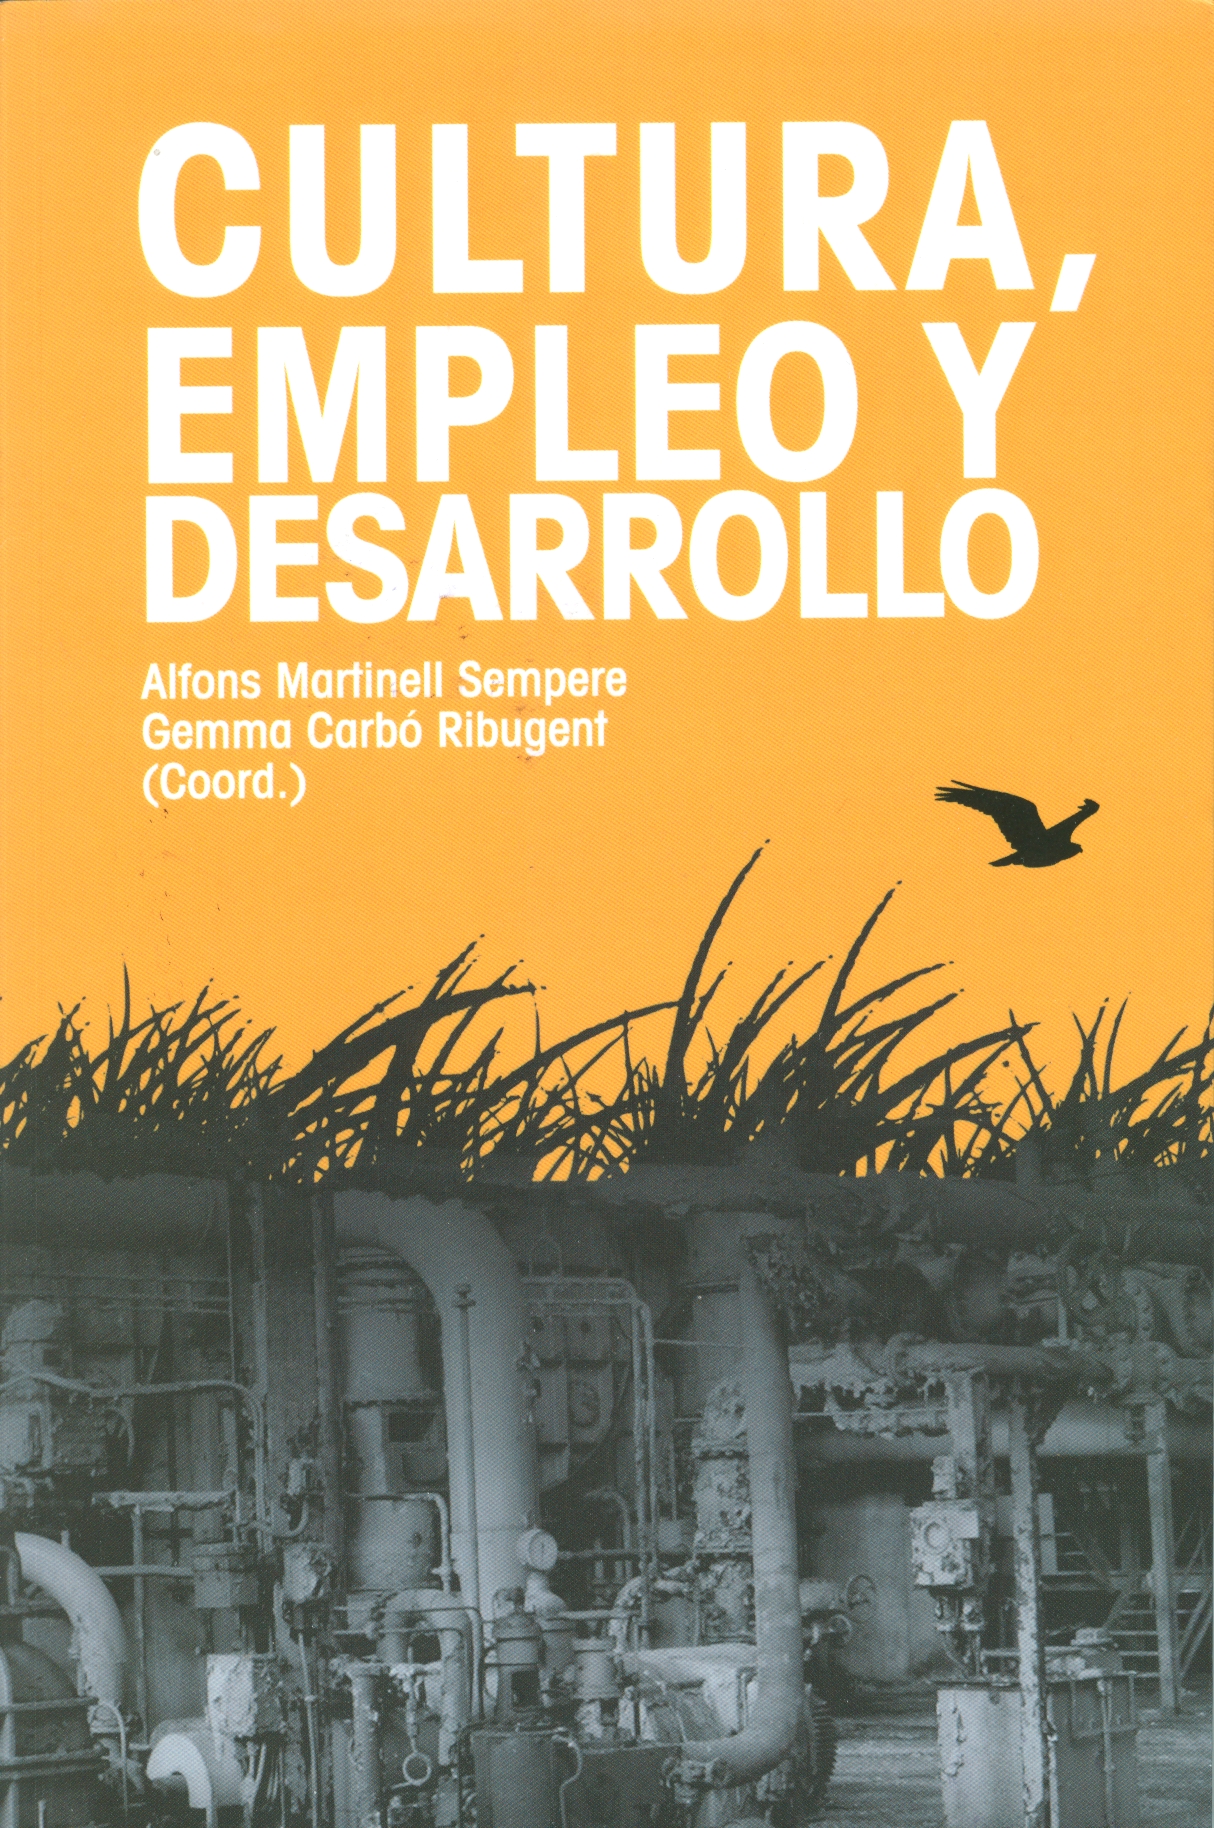 CULTURA,
EMPLEO Y
DESARROLLO
Alfons Martinell Sempere
Gemma Carbó Ribugent
(Coord.)